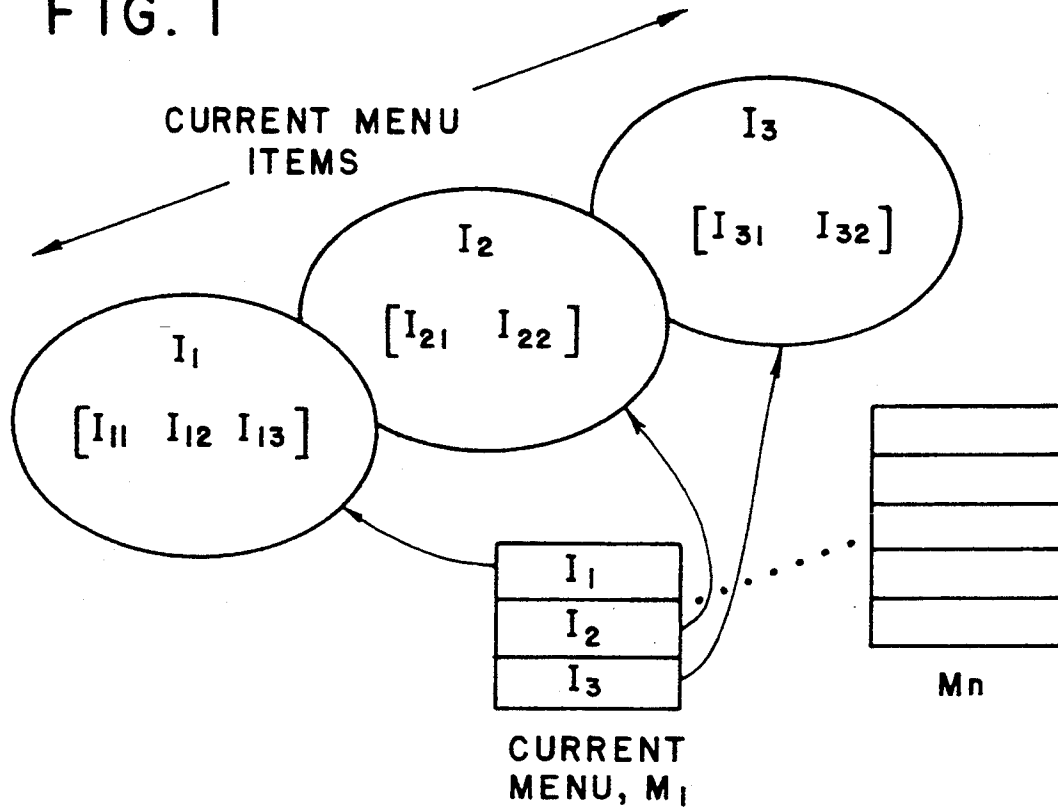 FIG. 1
CURRENT MENU
ITEMS
I3
[I31 I32]
I2
[I21 I22]
I1
[I11 I12 I13]
I1
I2
I3
Mn
CURRENT
MENU, M1